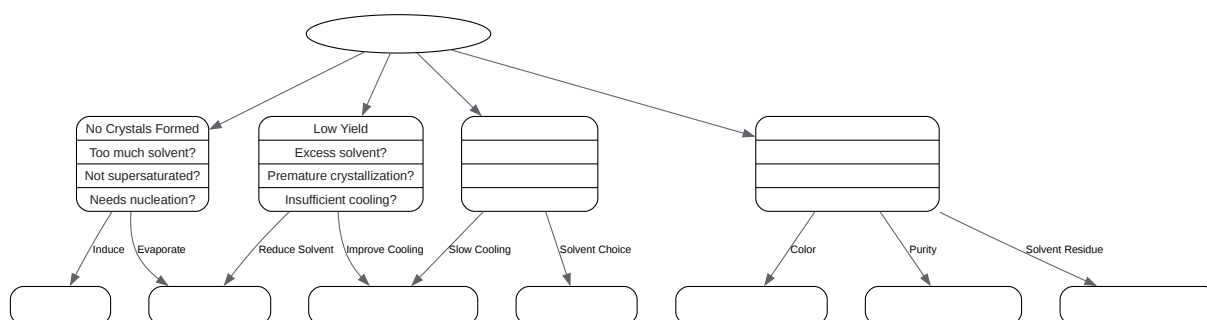 No Crystals Formed
Too much solvent?
Not supersaturated?
Needs nucleation?
Low Yield
Excess solvent?
Premature crystallization?
Insufficient cooling?
Induce
Evaporate
Reduce Solvent
Improve Cooling
Slow Cooling
Solvent Choice
Color
Purity
Solvent Residue